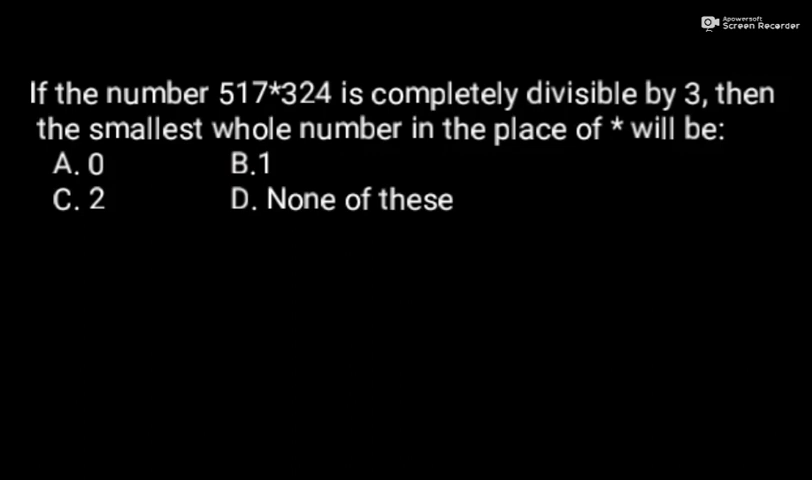 Apowersoft
Screen Recorder
If the number 517*324 is completely divisible by 3, then
the smallest whole number in the place of * will be:
A. 0 B.1
C. 2 D. None of these